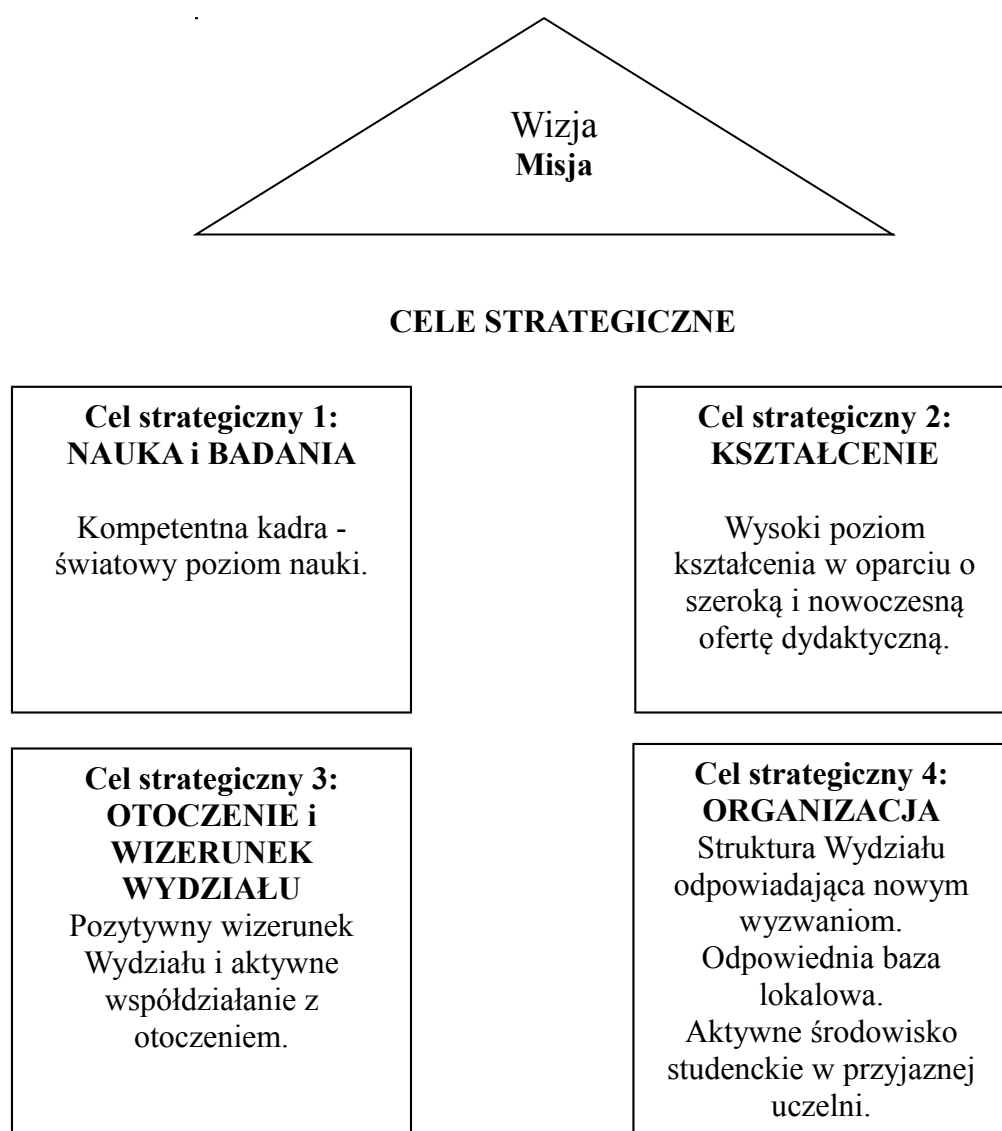 Wizja
Misja
CELE STRATEGICZNE
Cel strategiczny 1:
NAUKA i BADANIA
Kompetentna kadra -
światowy poziom nauki.
Cel strategiczny 2:
KSZTAŁCENIE
Wysoki poziom
kształcenia w oparciu o
szeroką i nowoczesną
ofertę dydaktyczną.
Cel strategiczny 3:
OTOCZENIE i
WIZERUNEK
WYDZIAŁU
Pozytywny wizerunek
Wydziału i aktywne
współdziałanie z
otoczeniem.
Cel strategiczny 4:
ORGANIZACJA
Struktura Wydziału
odpowiadająca nowym
wyzwaniom.
Odpowiednia baza
lokalowa.
Aktywne środowisko
studenckie w przyjaznej
uczelni.